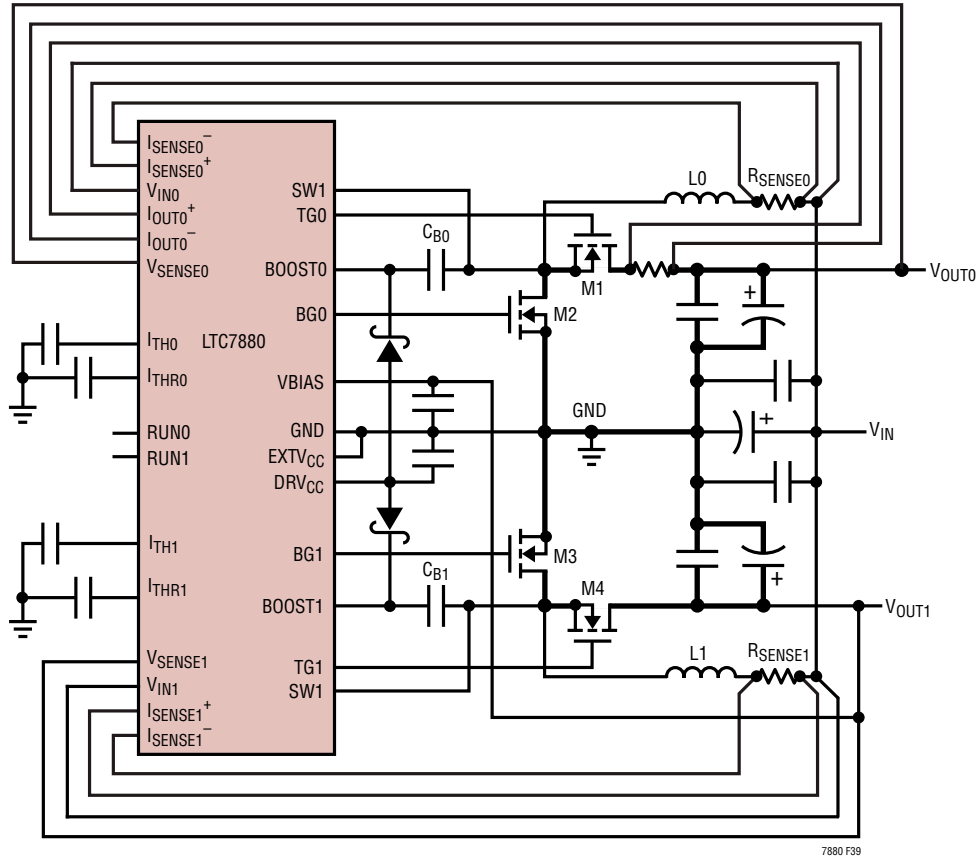 ISENSE0–
ISENSE0+
VIN0
IOUT0+
IOUT0–
VSENSE0
ITH0
LTC7880
ITHR0
RUN0
RUN1
ITH1
ITHR1
VSENSE1
VIN1
ISENSE1+
ISENSE1–
SW1
TG0
BOOST0
BG0
VBIAS
GND
EXTVCC
DRVCC
BG1
BOOST1
TG1
SW1
CB0
CB1
L0
RSENSE0
M1
M2
+
VOUT0
GND
+
VIN
M3
M4
+
VOUT1
L1
RSENSE1
7880 F39